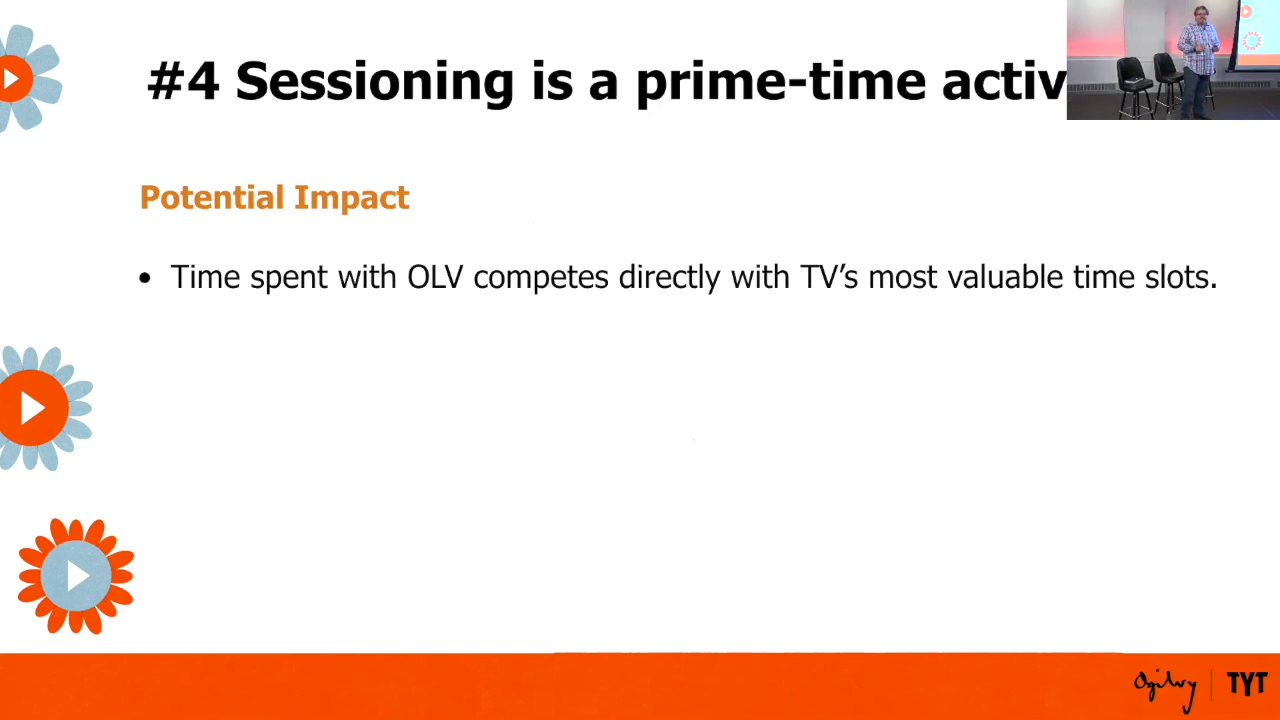 #4 Sessioning is a prime-time activ
Potential Impact
• Time spent with OLV competes directly with TV's most valuable time slots.
Ogilvy
TYT